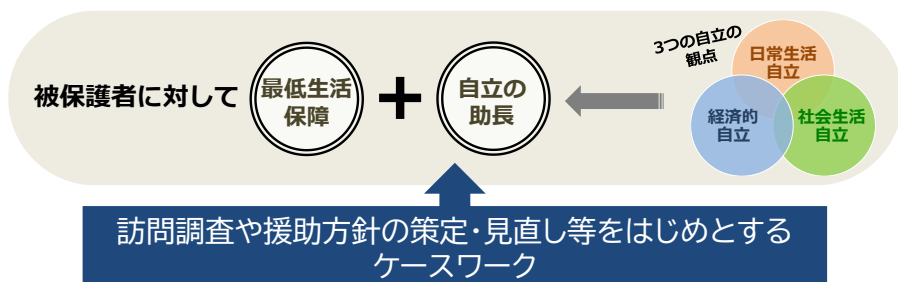 3つの自立の
観点
日常生活
自立
経済的
自立
社会生活
自立
被保護者に対して
最低生活
保障
+
自立の
助長
訪問調査や援助方針の策定・見直し等をはじめとする
ケースワーク